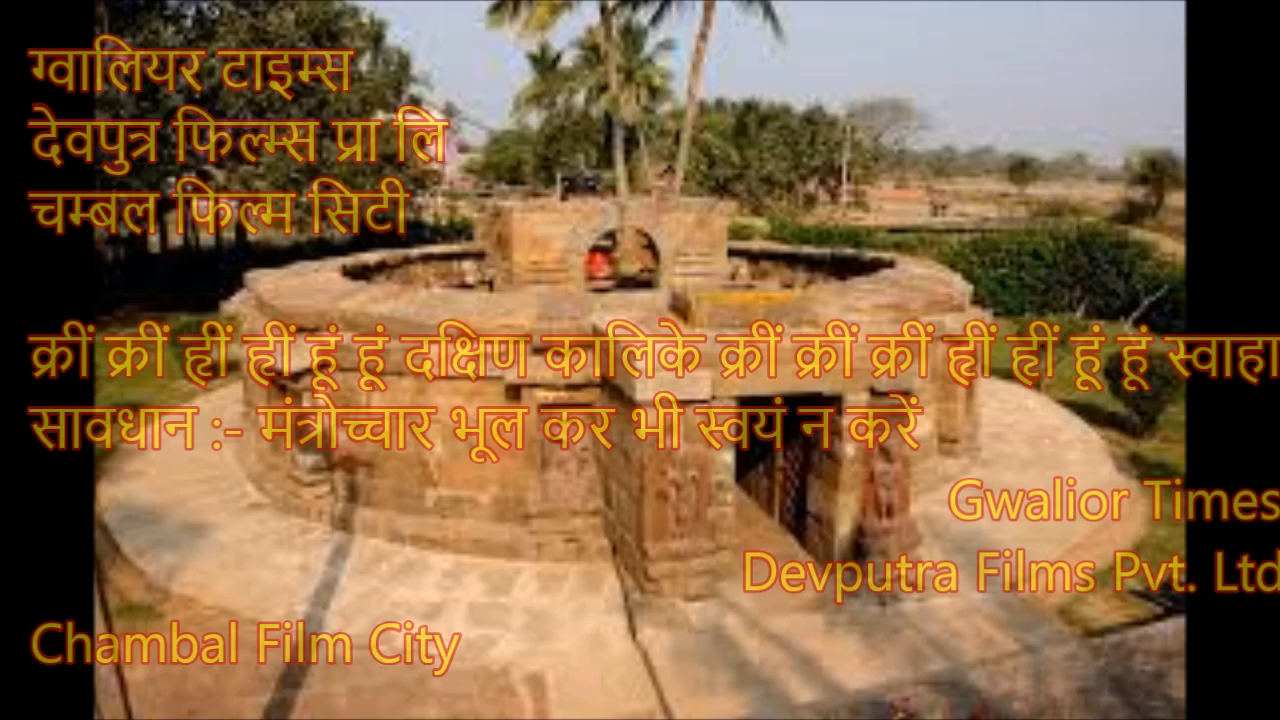 ग्वालियर टाइम्स
देवपुत्र फिल्म्स प्रा लि
चम्बल फिल्म सिटी
क्रीं क्रीं हृीं हृीं हूं हूं दक्षिण कालिके क्रीं क्रीं क्रीं हृीं हृीं हूं हूं स्वाहा
सावधान :- मंत्रौच्चार भूल कर भी स्वयं न करें
Gwalior Times
Devputra Films Pvt. Ltd
Chambal Film City